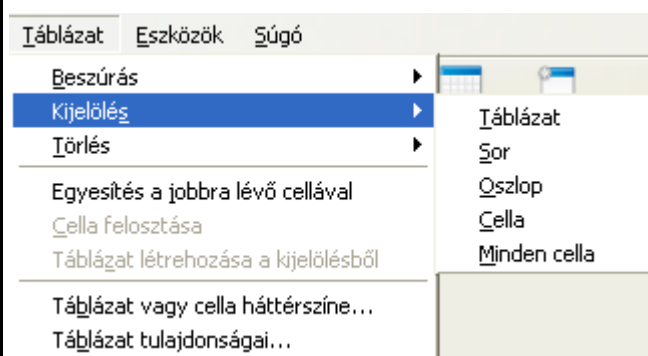 Táblázat Eszközök Súgó
Beszúrás
Kijelölés
Törlés
Egyesítés a jobbra lévő cellával
Cella felosztása
Táblázat létrehozása a kijelölésből
Táblázat vagy cella háttérszíne...
Táblázat tulajdonságai...
Táblázat
Sor
Oszlop
Cella
Minden cella